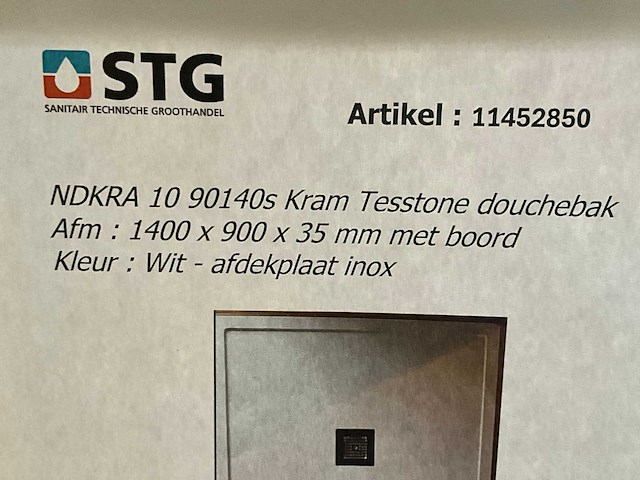 STG
SANITAIR TECHNISCHE GROOTHANDEL
Artikel : 11452850
NDKRA 10 90140s Kram Tesstone douchebak
Afm : 1400 x 900 x 35 mm met boord
Kleur : Wit - afdekplaat inox